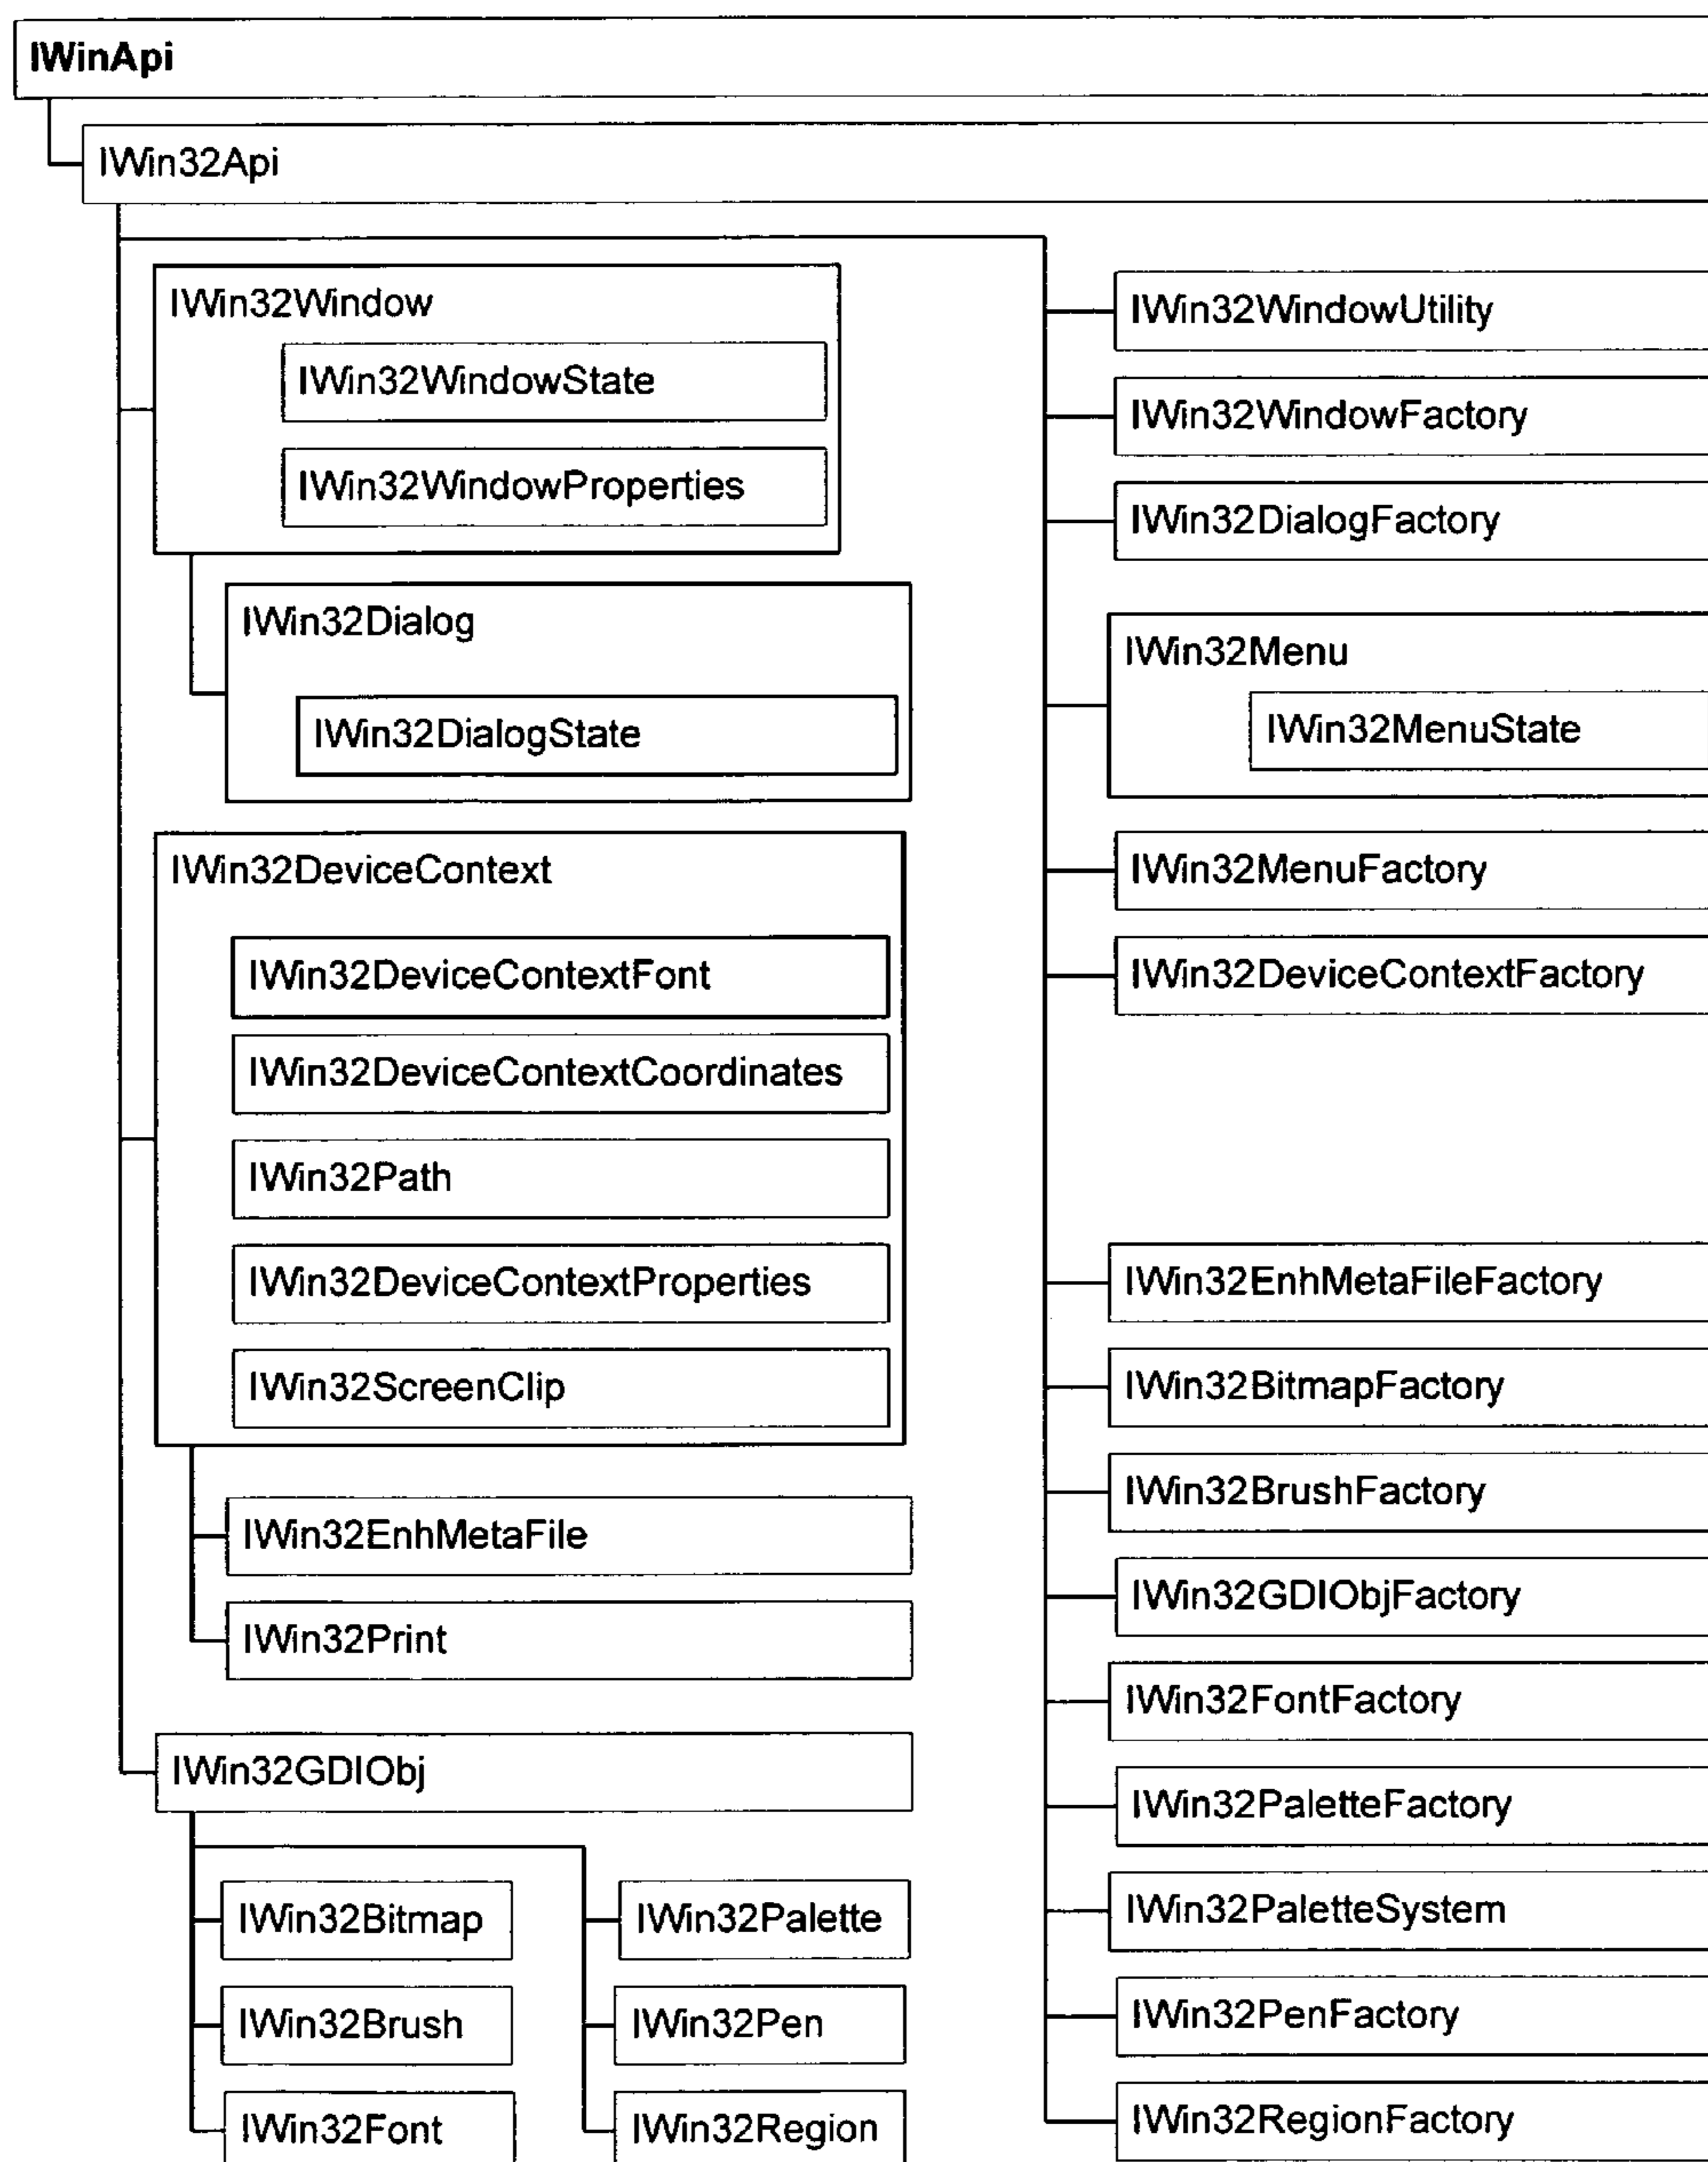 IWinApi
IWin32Api
IWin32Window
IWin32WindowState
IWin32WindowProperties
IWin32Dialog
IWin32DialogState
IWin32DeviceContext
IWin32DeviceContextFont
IWin32DeviceContextCoordinates
IWin32Path
IWin32DeviceContextProperties
IWin32ScreenClip
IWin32EnhMetaFile
IWin32Print
IWin32GDIObj
IWin32Bitmap
IWin32Brush
IWin32Font
IWin32Palette
IWin32Pen
IWin32Region
IWin32WindowUtility
IWin32WindowFactory
IWin32DialogFactory
IWin32Menu
IWin32MenuState
IWin32MenuFactory
IWin32DeviceContextFactory
IWin32EnhMetaFileFactory
IWin32BitmapFactory
IWin32BrushFactory
IWin32GDIObjFactory
IWin32FontFactory
IWin32PaletteFactory
IWin32PaletteSystem
IWin32PenFactory
IWin32RegionFactory